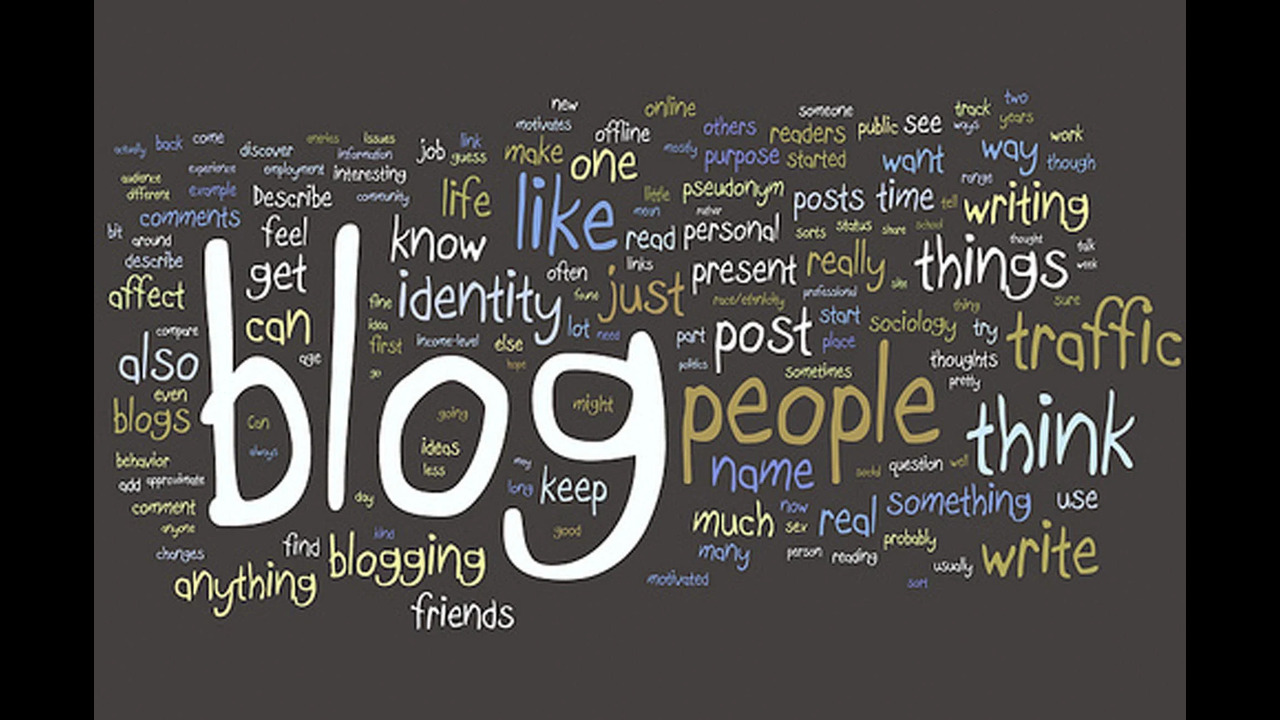 new
online
someone
track
two
years
motivates
offline
others
readers
public
see
ways
work
actually
back
come
entries
issues
link
discover
information
job
guess
make
one
mostly
purpose
started
want
way
though
audience
experience
employment
interesting
different
example
Describe
community
life
like
little
pseudonym
posts
time
range
tell
writing
comments
mean
rather
bit
around
feel
know
read
personal
sorts
status
share
school
thought
talk
describe
get
often
links
present
really
things
week
affect
fine
identity
found
just
race/ethnicity
professional
site
thing
sure
compare
can
idea
first
income-level
else
lot
need
part
post
start
place
sociology
try
traffic
also
age
go
hope
politics
sometimes
thoughts
pretty
even
blogs
blog
Can
going
might
people
think
always
ideas
less
behavior
add
approximate
may
long
keep
name
social
question
well
comment
day
good
much
now
sex
real
something
use
anyone
changes
find
kind
blogging
many
person
reading
probably
usually
write
anything
motivated
sort
friends